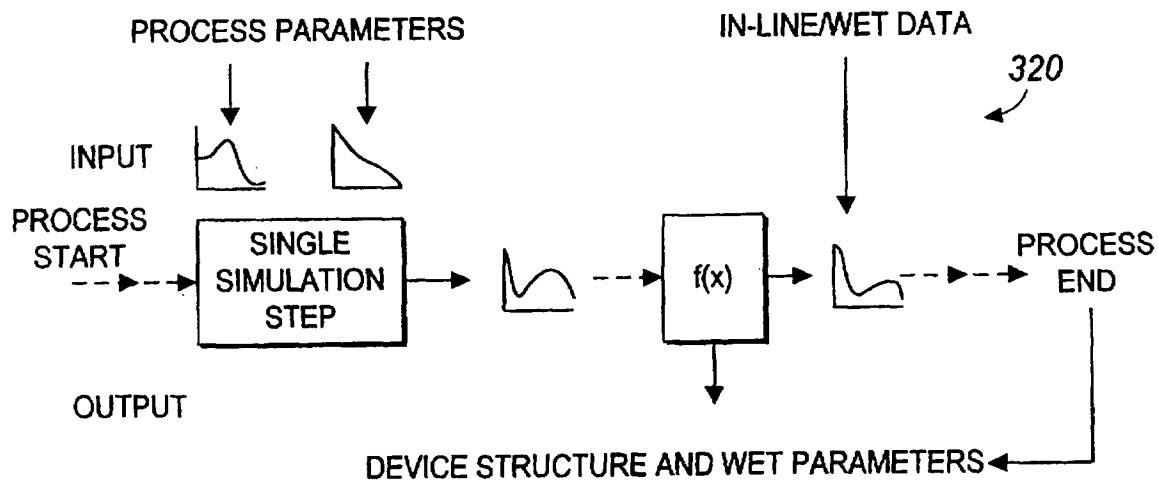 PROCESS PARAMETERS
IN-LINE/WET DATA
320
INPUT
PROCESS
START
SINGLE
SIMULATION
STEP
f(x)
PROCESS
END
OUTPUT
DEVICE STRUCTURE AND WET PARAMETERS